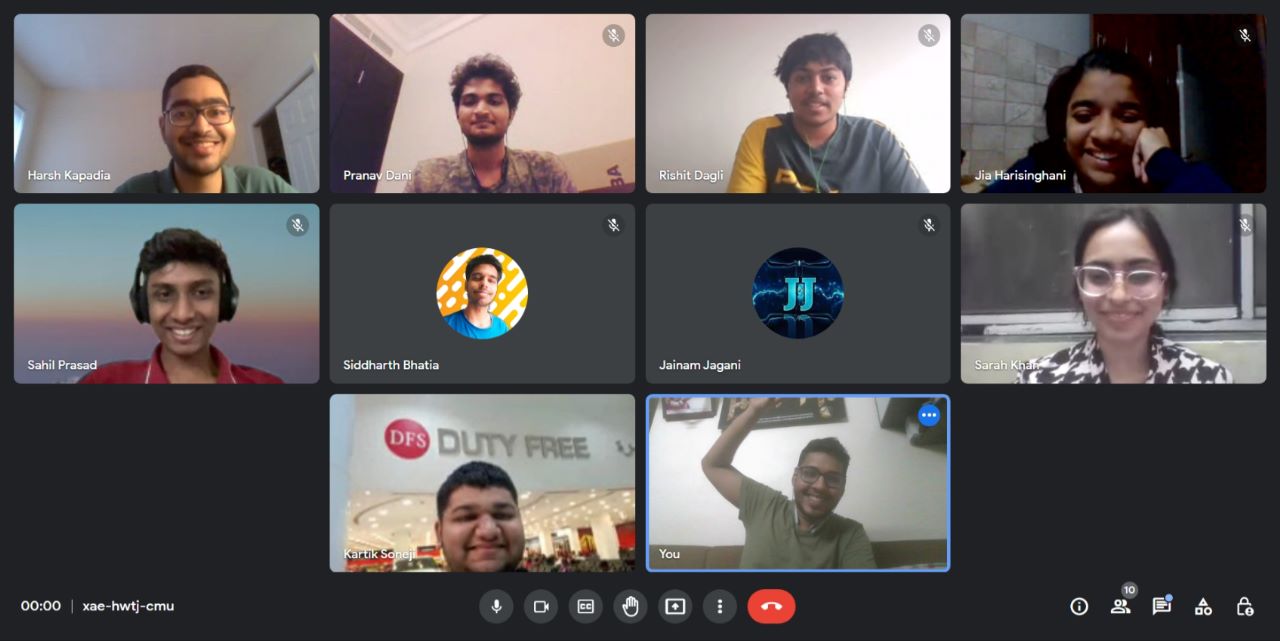 Harsh Kapadia
Pranav Dani
Rishit Dagli
Jia Harisinghani
Sahil Prasad
Siddharth Bhatia
JJ
Jainam Jagani
Sarah Khan
DFS DUTY FREE
Kartik Soneji
You
00:00 | xae-hwtj-cmu
CC
10